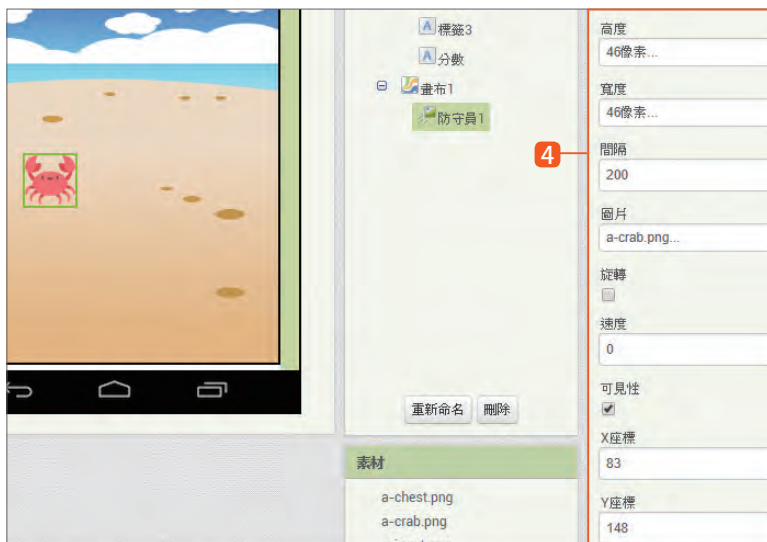 標籤3
分數
畫布1
防守員1
重新命名 刪除
素材
a-chest.png
a-crab.png
4
高度
46像素...
寬度
46像素...
間隔
200
圖片
a-crab.png...
旋轉
速度
0
可見性
X座標
83
Y座標
148